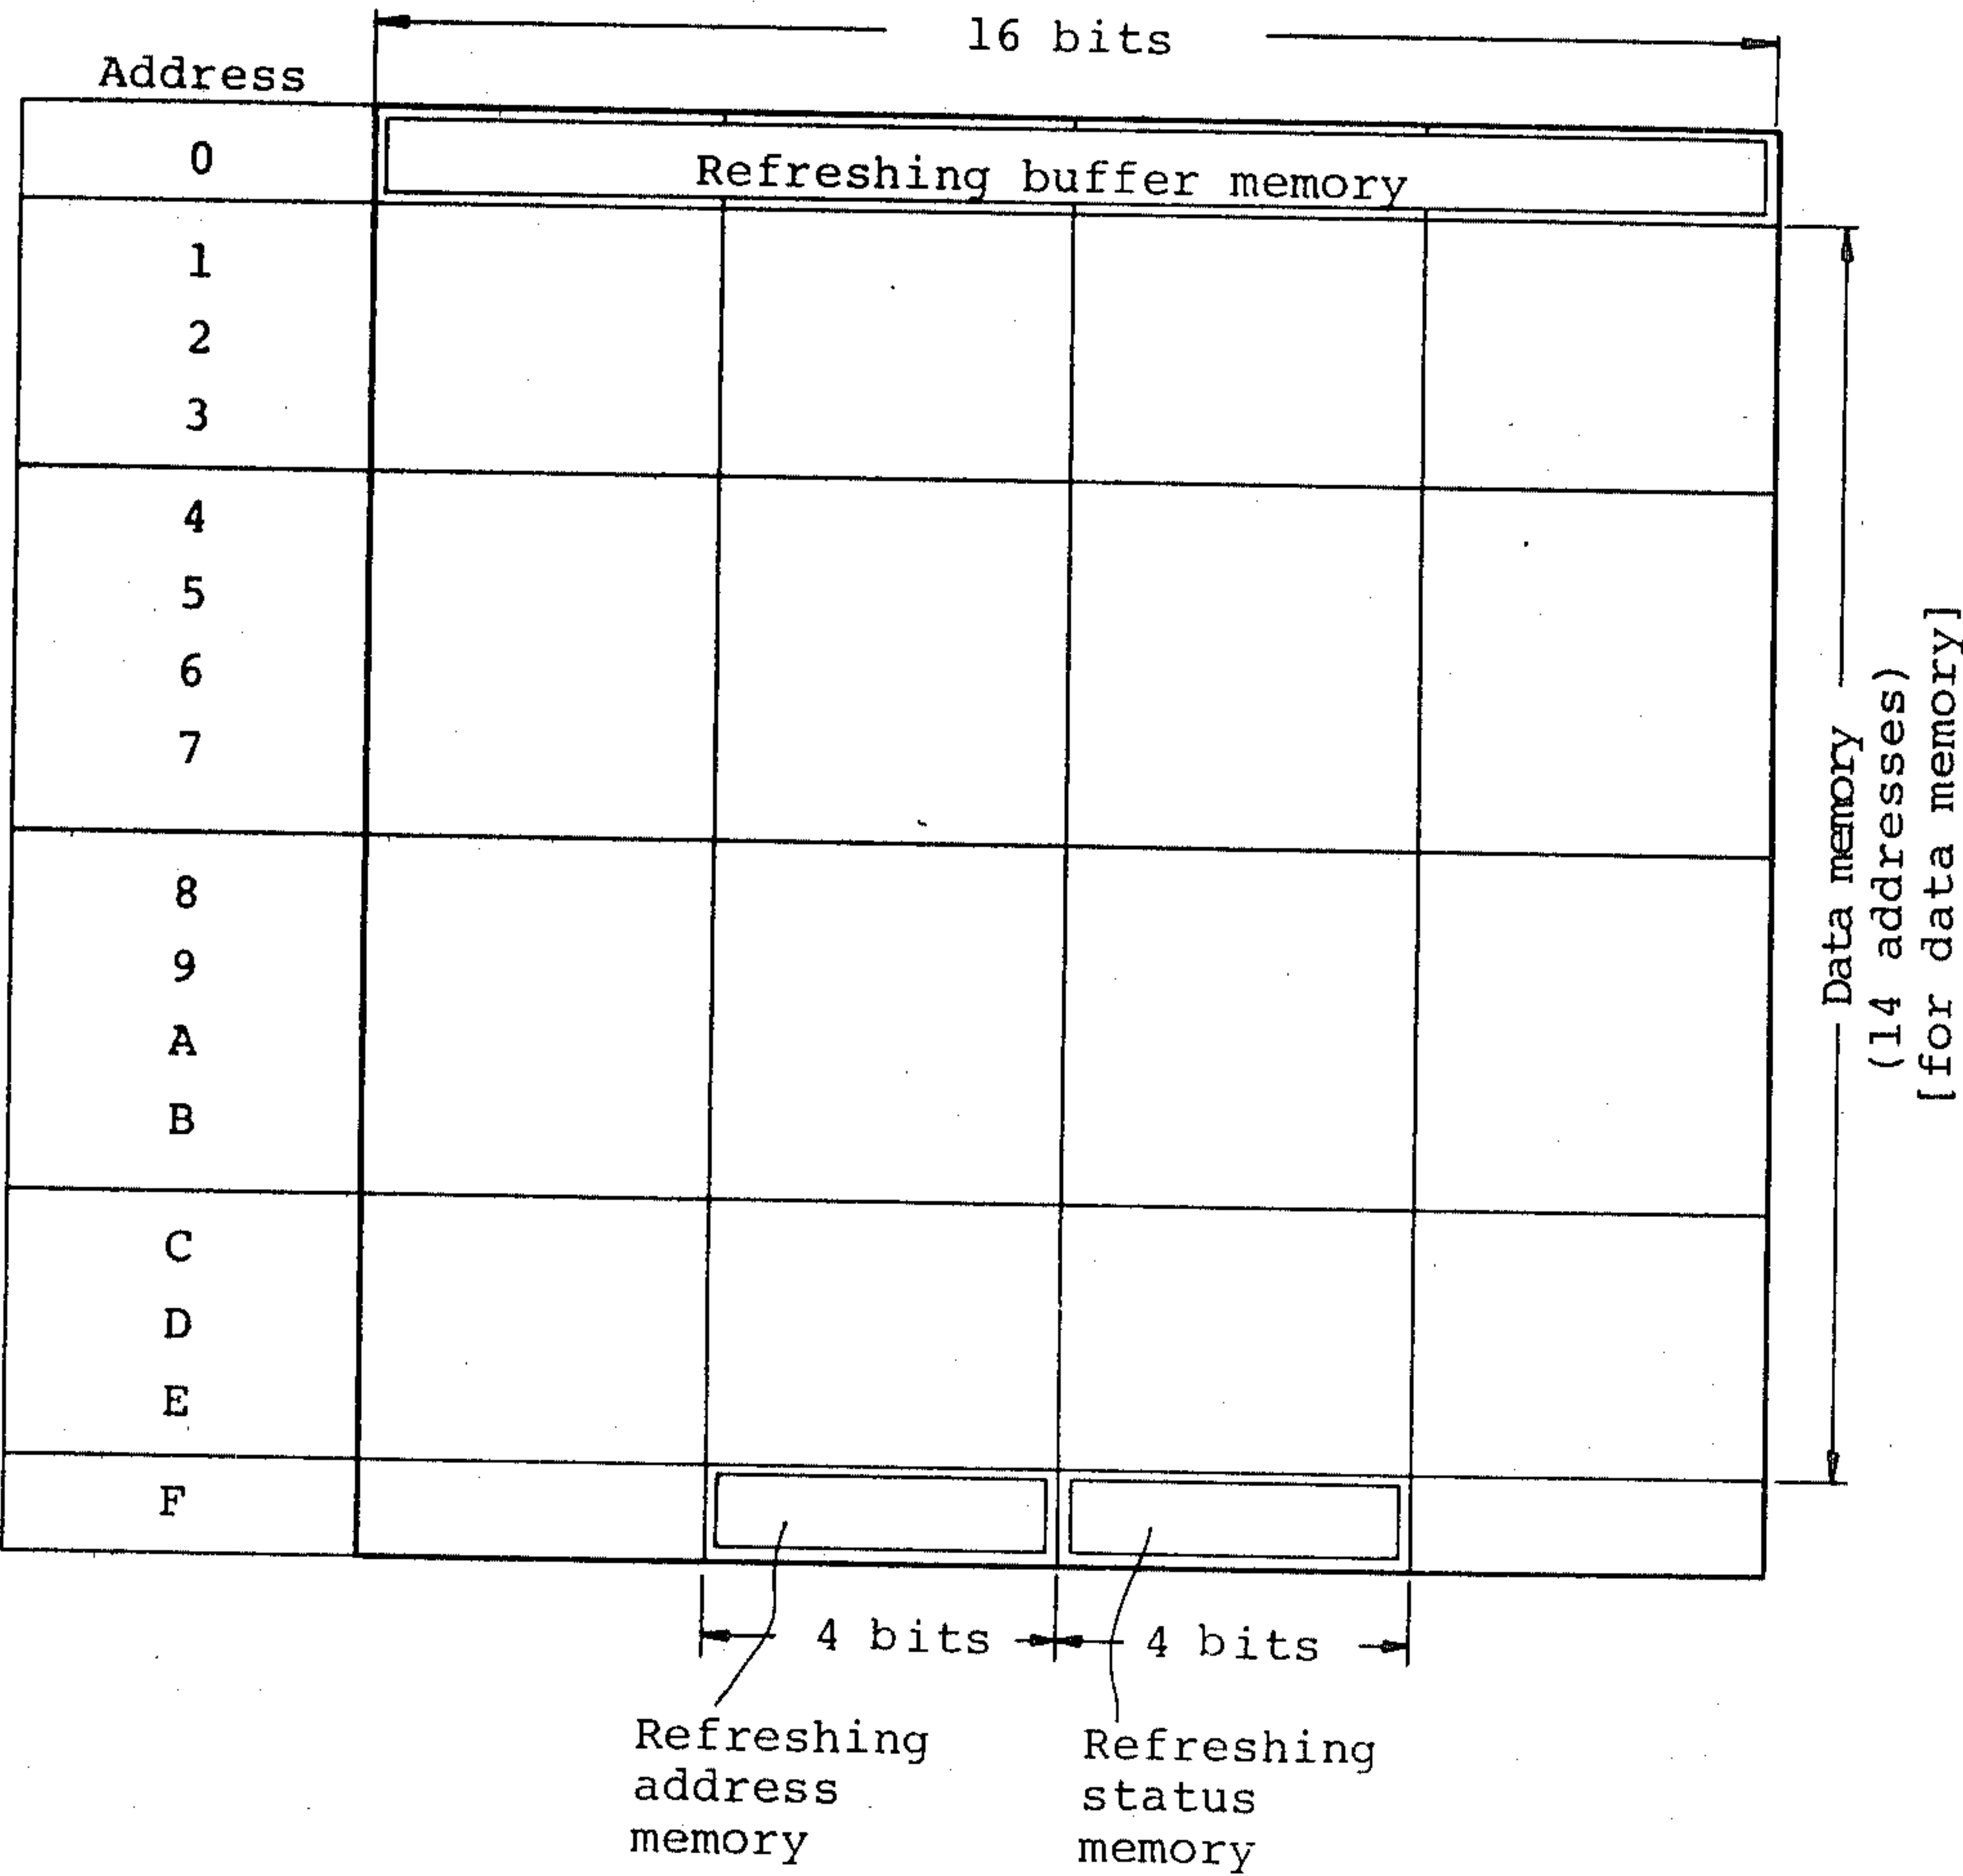 16 bits
Address
0
Refreshing buffer memory
1
2
3
4
5
6
7
8
9
A
B
C
D
E
F
Data memory
(14 addresses)
[for data memory]
4 bits
4 bits
Refreshing
address
memory
Refreshing
status
memory